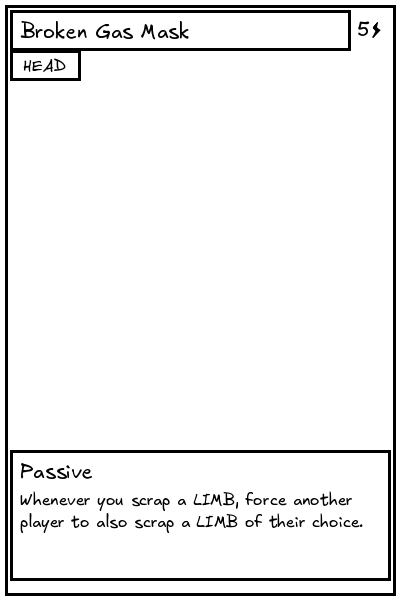 Broken Gas Mask
5
HEAD
Passive
Whenever you scrap a LIMB, force another
player to also scrap a LIMB of their choice.